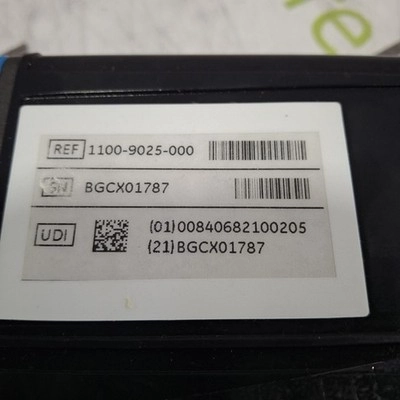 REF 1100-9025-000
SN BGCX01787
UDI (01)00840682100205
(21)BGCX01787